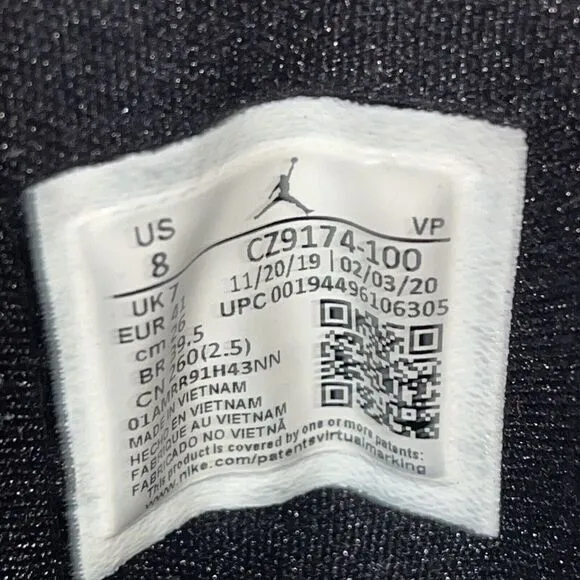 US
8
VP
CZ9174-100
11/20/19 | 02/03/20
UPC 00194496106305
UK 7
EUR 41
cm 26
BR 39.5
CN 260(2.5)
01AMRR91H43NN
MADE IN VIETNAM
HECHO EN VIETNAM
FABRIQUE AU VIETNAM
FABRICADO NO VIETNÃ
This product is covered by one or more patents:
www.nike.com/patentsvirtualmarking